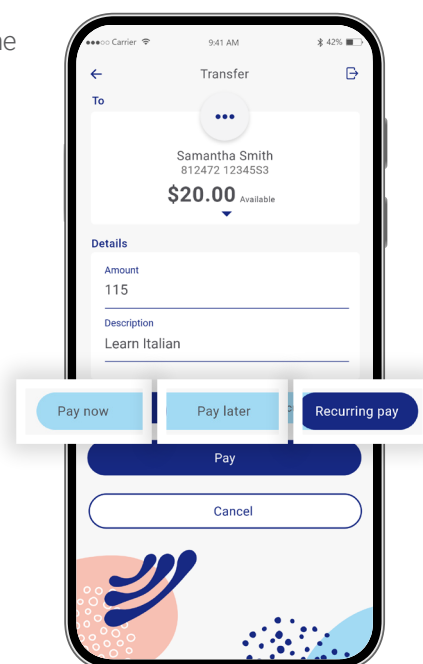 Carrier 9:41 AM 42%
Transfer
To
Samantha Smith
812472 12345S3
$20.00 Available
Details
Amount
115
Description
Learn Italian
Pay now Pay later Recurring pay
Pay
Cancel